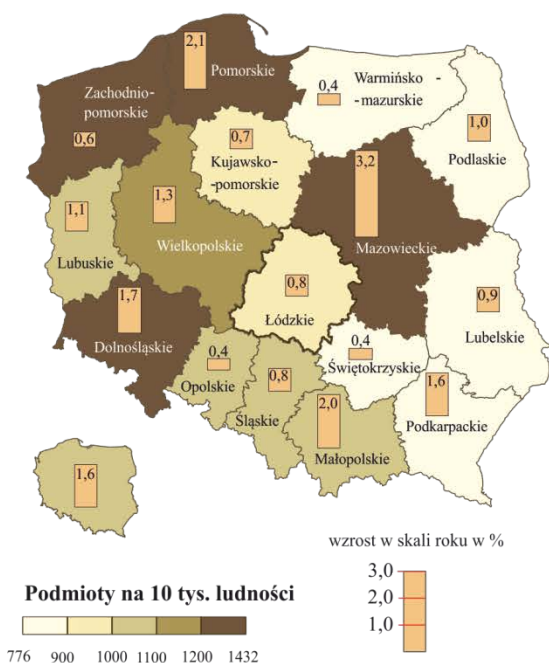 2,1
Pomorskie
Zachodnio-
pomorskie
0,6
0,4
Warmińsko-
-mazurskie
1,0
Podlaskie
0,7
Kujawsko-
-pomorskie
3,2
Mazowieckie
1,3
Wielkopolskie
1,1
Lubuskie
0,8
Łódzkie
0,9
Lubelskie
1,7
Dolnośląskie
0,4
Opolskie
0,8
Śląskie
0,4
Świętokrzyskie
2,0
Małopolskie
1,6
Podkarpackie
1,6
wzrost w skali roku w %
3,0
2,0
1,0
Podmioty na 10 tys. ludności
776 900 1000 1100 1200 1432